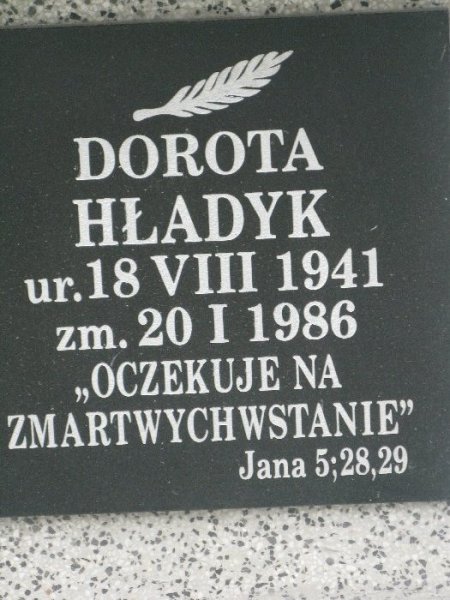 DOROTA
HŁADYK
ur. 18 VIII 1941
zm. 20 I 1986
„OCZEKUJE NA
ZMARTWYCHWSTANIE”
Jana 5;28,29